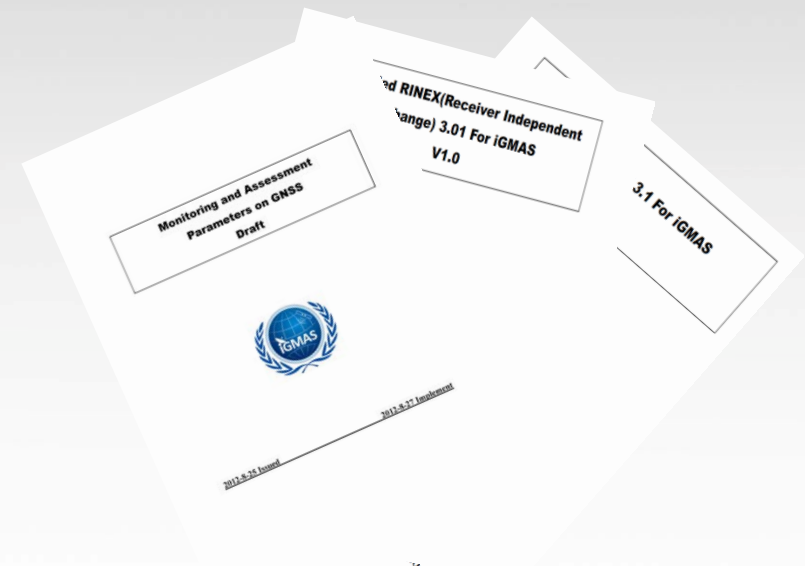 Monitoring and Assessment
Parameters on GNSS
Draft
iGMAS
2012-8-25 Issued
2012-8-27 Implement
ed RINEX(Receiver Independent
hange) 3.01 For iGMAS
V1.0
3.1 For iGMAS